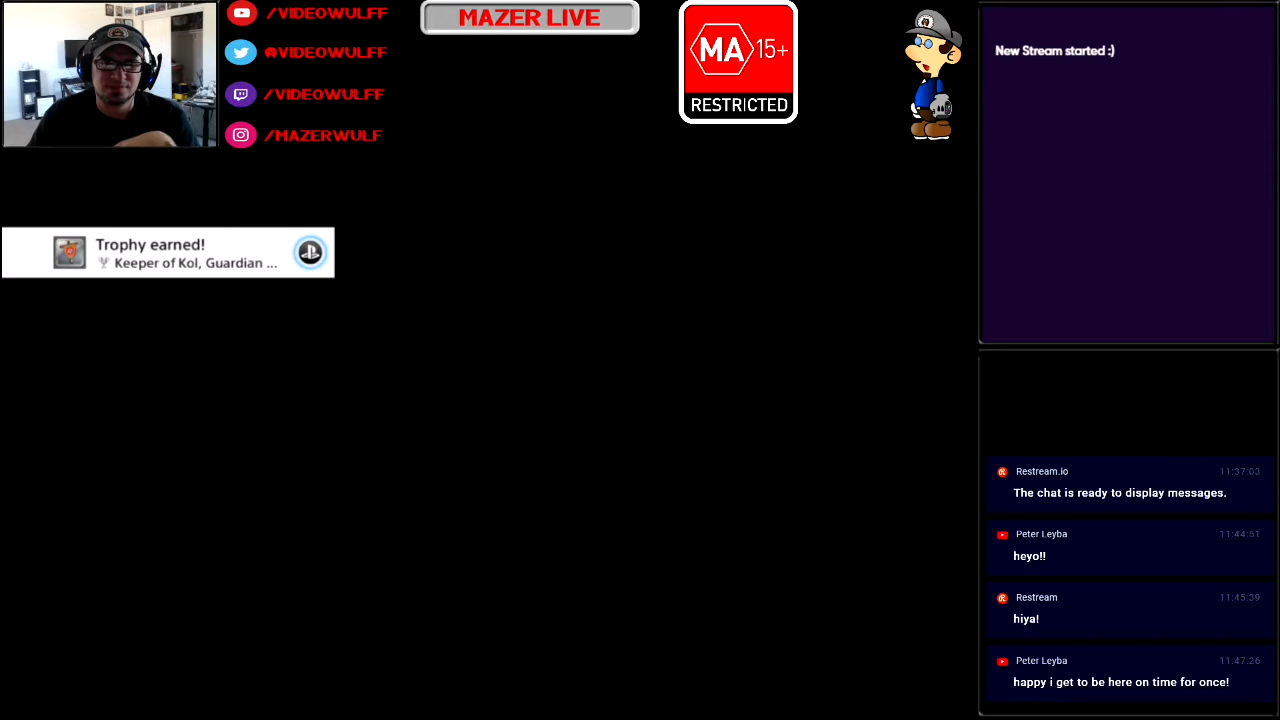 /VIDEOWULFF
@VIDEOWULFF
/VIDEOWULFF
/MAZERWULF
MAZER LIVE
MA 15+
RESTRICTED
Trophy earned!
Keeper of Kol, Guardian ...
New Stream started :)
Restream.io 11:37:03
The chat is ready to display messages.
Peter Leyba 11:44:51
heyo!!
Restream 11:45:39
hiya!
Peter Leyba 11:47:26
happy i get to be here on time for once!